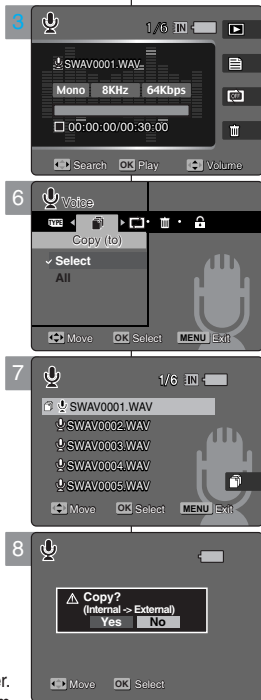 3
1/6 IN
SWAV0001.WAV
Mono 8KHz 64Kbps
00:00:00/00:30:00
Search OK Play Volume
6
Voice
TYPE
Copy (to)
Select
All
Move OK Select MENU Exit
7
1/6 IN
SWAV0001.WAV
SWAV0002.WAV
SWAV0003.WAV
SWAV0004.WAV
SWAV0005.WAV
Move OK Select MENU Exit
8
Copy?
(Internal -> External)
Yes No
Move OK Select